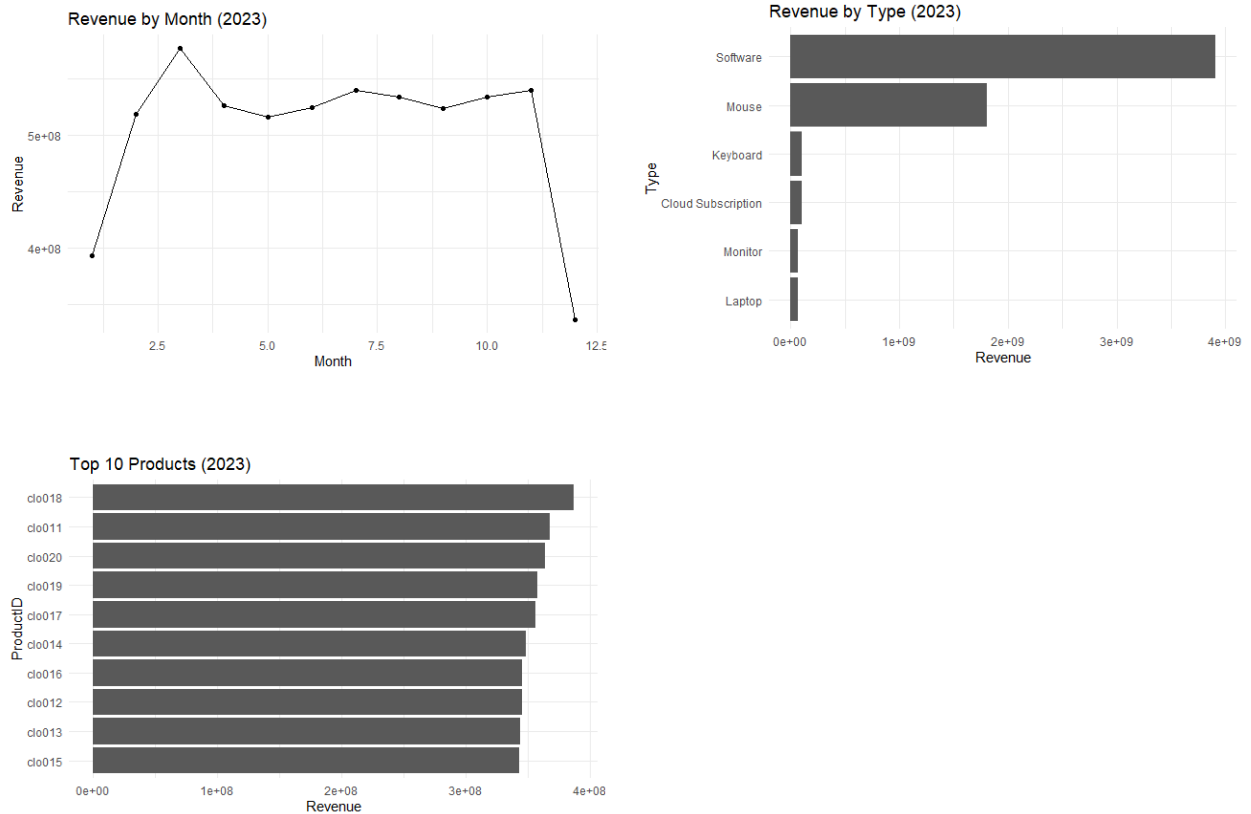 Revenue by Month (2023)
Revenue
5e+08
4e+08
2.5
5.0
7.5
10.0
12.5
Month
Revenue by Type (2023)
Type
Software
Mouse
Keyboard
Cloud Subscription
Monitor
Laptop
0e+00
1e+09
2e+09
3e+09
4e+09
Revenue
Top 10 Products (2023)
ProductID
clo018
clo011
clo020
clo019
clo017
clo014
clo016
clo012
clo013
clo015
0e+00
1e+08
2e+08
3e+08
4e+08
Revenue